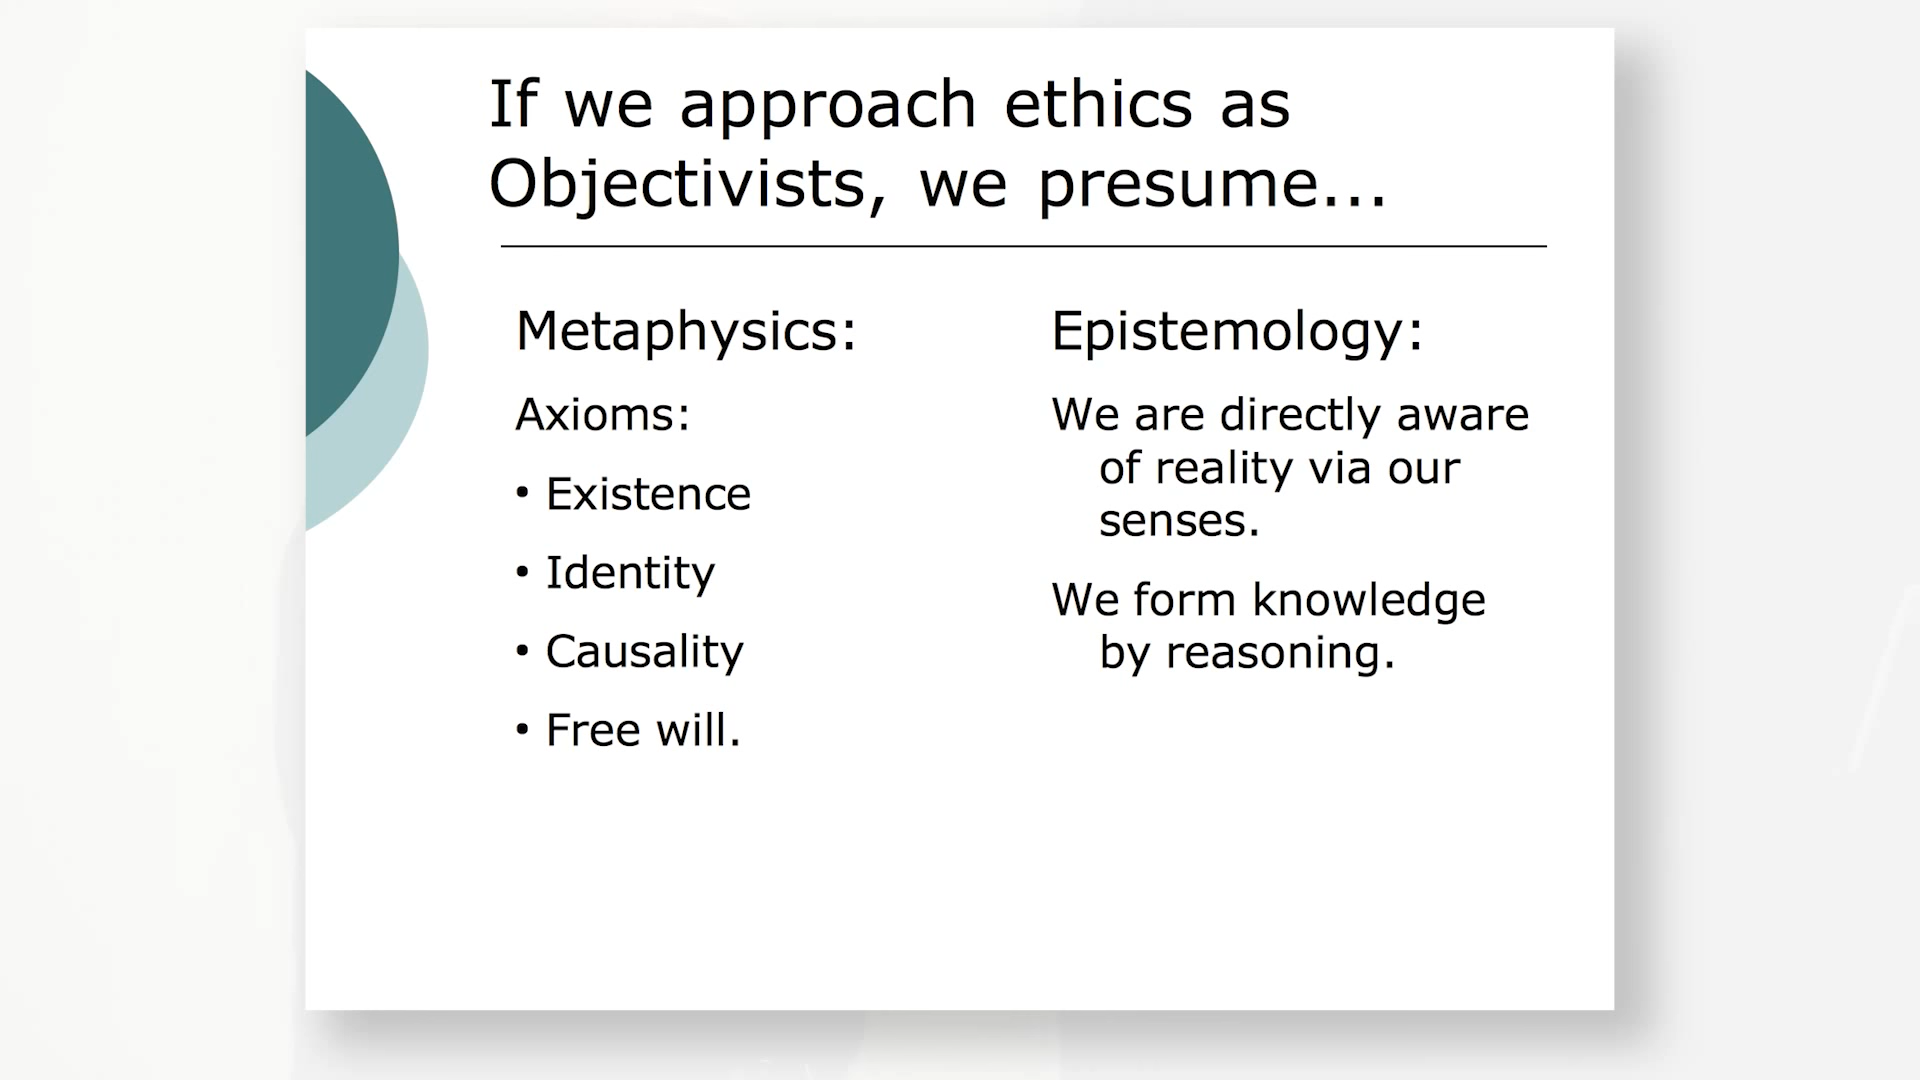 If we approach ethics as
Objectivists, we presume...
Metaphysics:
Axioms:
• Existence
• Identity
• Causality
• Free will.
Epistemology:
We are directly aware
of reality via our
senses.
We form knowledge
by reasoning.